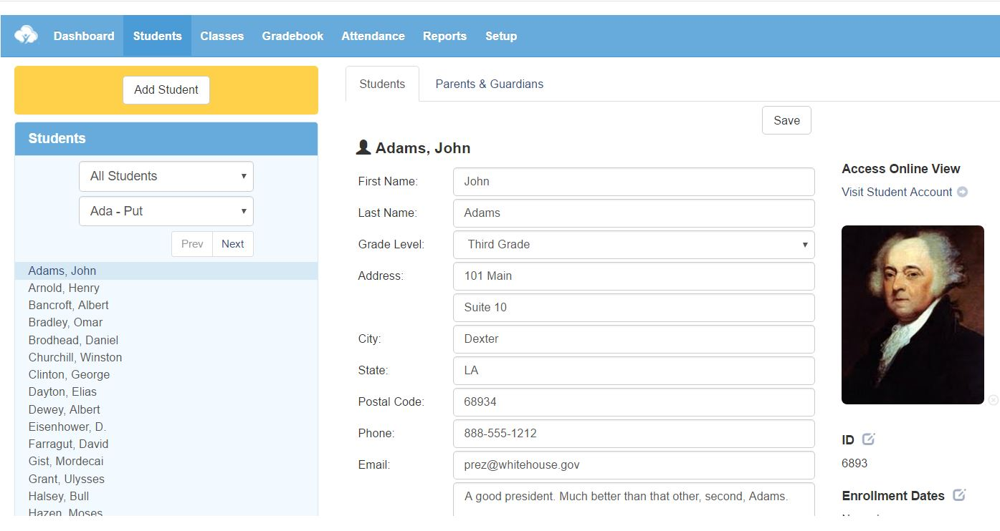 Dashboard Students Classes Gradebook Attendance Reports Setup
Add Student
Students
All Students
Ada - Put
Prev Next
Adams, John
Arnold, Henry
Bancroft, Albert
Bradley, Omar
Brodhead, Daniel
Churchill, Winston
Clinton, George
Dayton, Elias
Dewey, Albert
Eisenhower, D.
Farragut, David
Gist, Mordecai
Grant, Ulysses
Halsey, Bull
Hazen, Moses
Students Parents & Guardians
Save
Adams, John
First Name: John
Last Name: Adams
Grade Level: Third Grade
Address: 101 Main
Suite 10
City: Dexter
State: LA
Postal Code: 68934
Phone: 888-555-1212
Email: prez@whitehouse.gov
A good president. Much better than that other, second, Adams.
Access Online View
Visit Student Account
ID
6893
Enrollment Dates